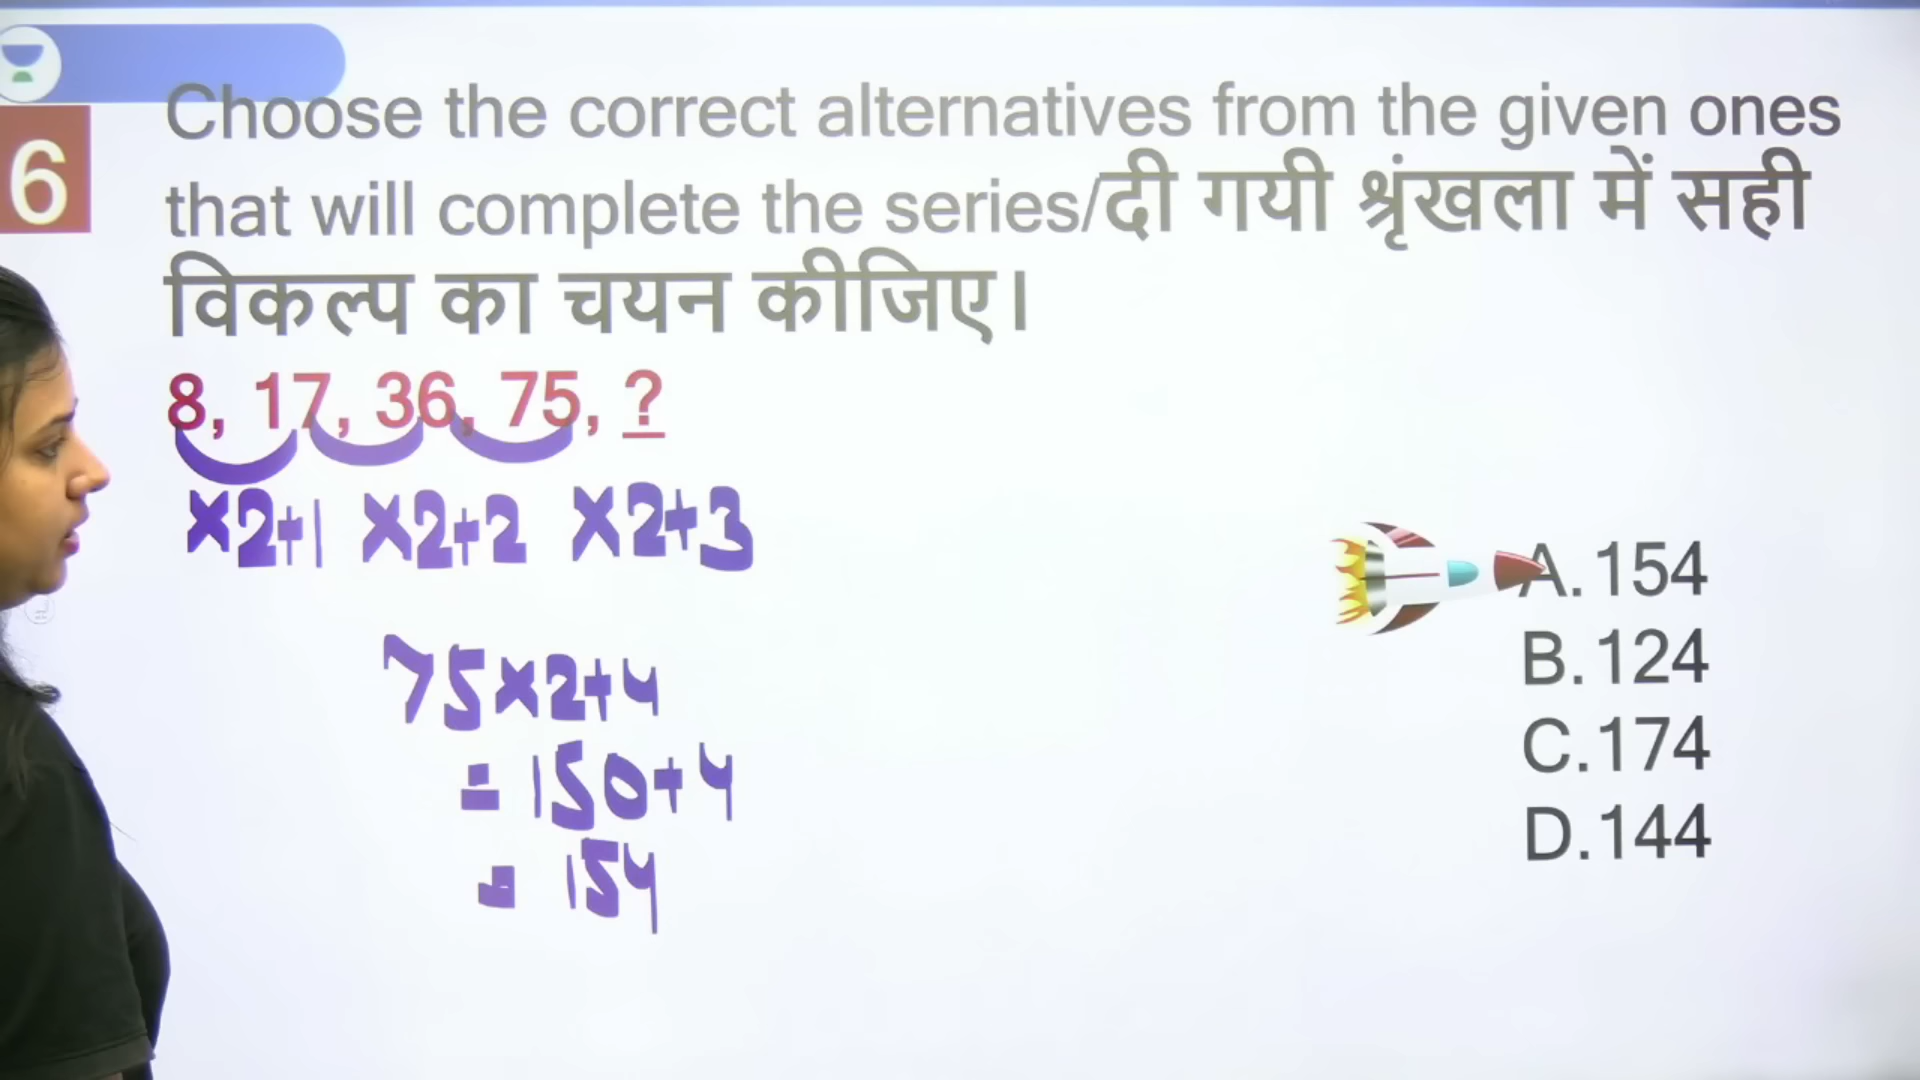 6
Choose the correct alternatives from the given ones
that will complete the series/दी गयी श्रृंखला में सही
विकल्प का चयन कीजिए।
8, 17, 36, 75, ?
×2+1 ×2+2 ×2+3
75×2+4
= 150+4
= 154
A. 154
B. 124
C. 174
D. 144